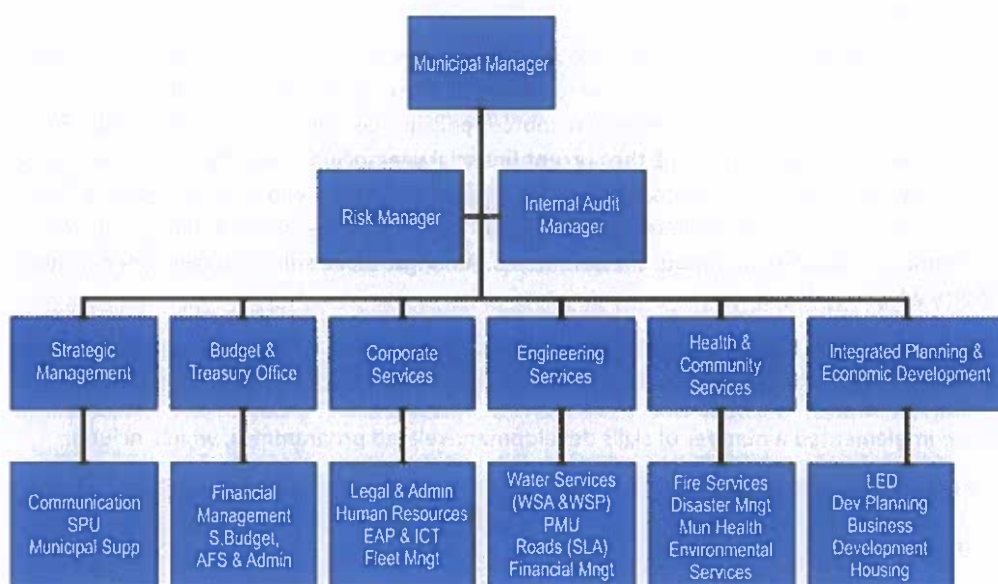 Municipal Manager
Risk Manager
Internal Audit
Manager
Strategic
Management
Budget &
Treasury Office
Corporate
Services
Engineering
Services
Health &
Community
Services
Integrated Planning &
Economic Development
Communication
SPU
Municipal Supp
Financial
Management
S.Budget,
AFS & Admin
Legal & Admin
Human Resources
EAP & ICT
Fleet Mngt
Water Services
(WSA &WSP)
PMU
Roads (SLA)
Financial Mngt
Fire Services
Disaster Mngt
Mun Health
Environmental
Services
LED
Dev Planning
Business
Development
Housing